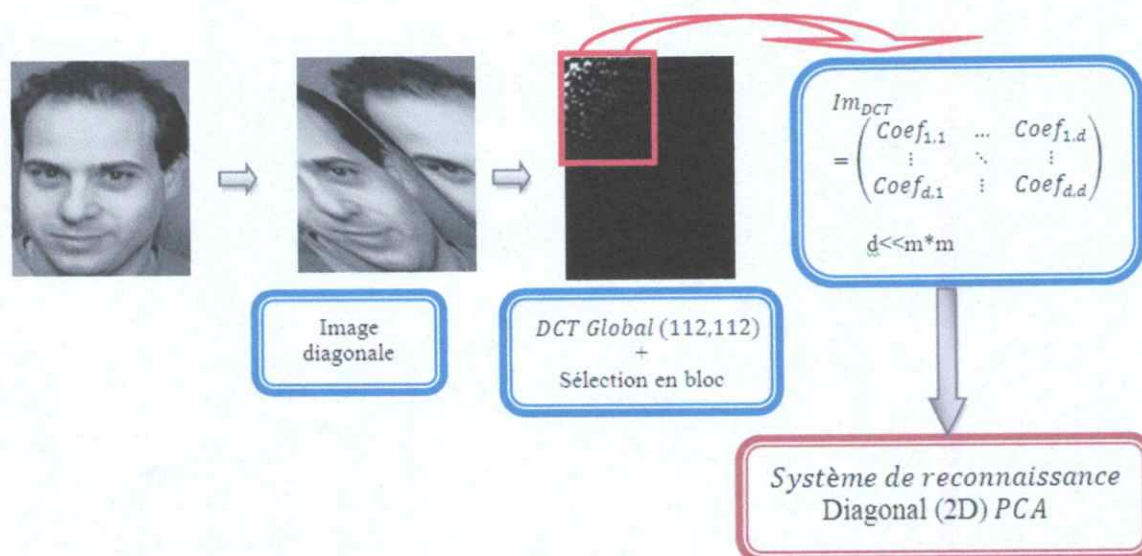 Image
diagonale
DCT Global (112,112)
+
Sélection en bloc
Im_DCT
= ( Coef_1,1 … Coef_1,d
⋮ ⋱ ⋮
Coef_d,1 ⋮ Coef_d,d )
d<<m*m
Système de reconnaissance
Diagonal (2D) PCA